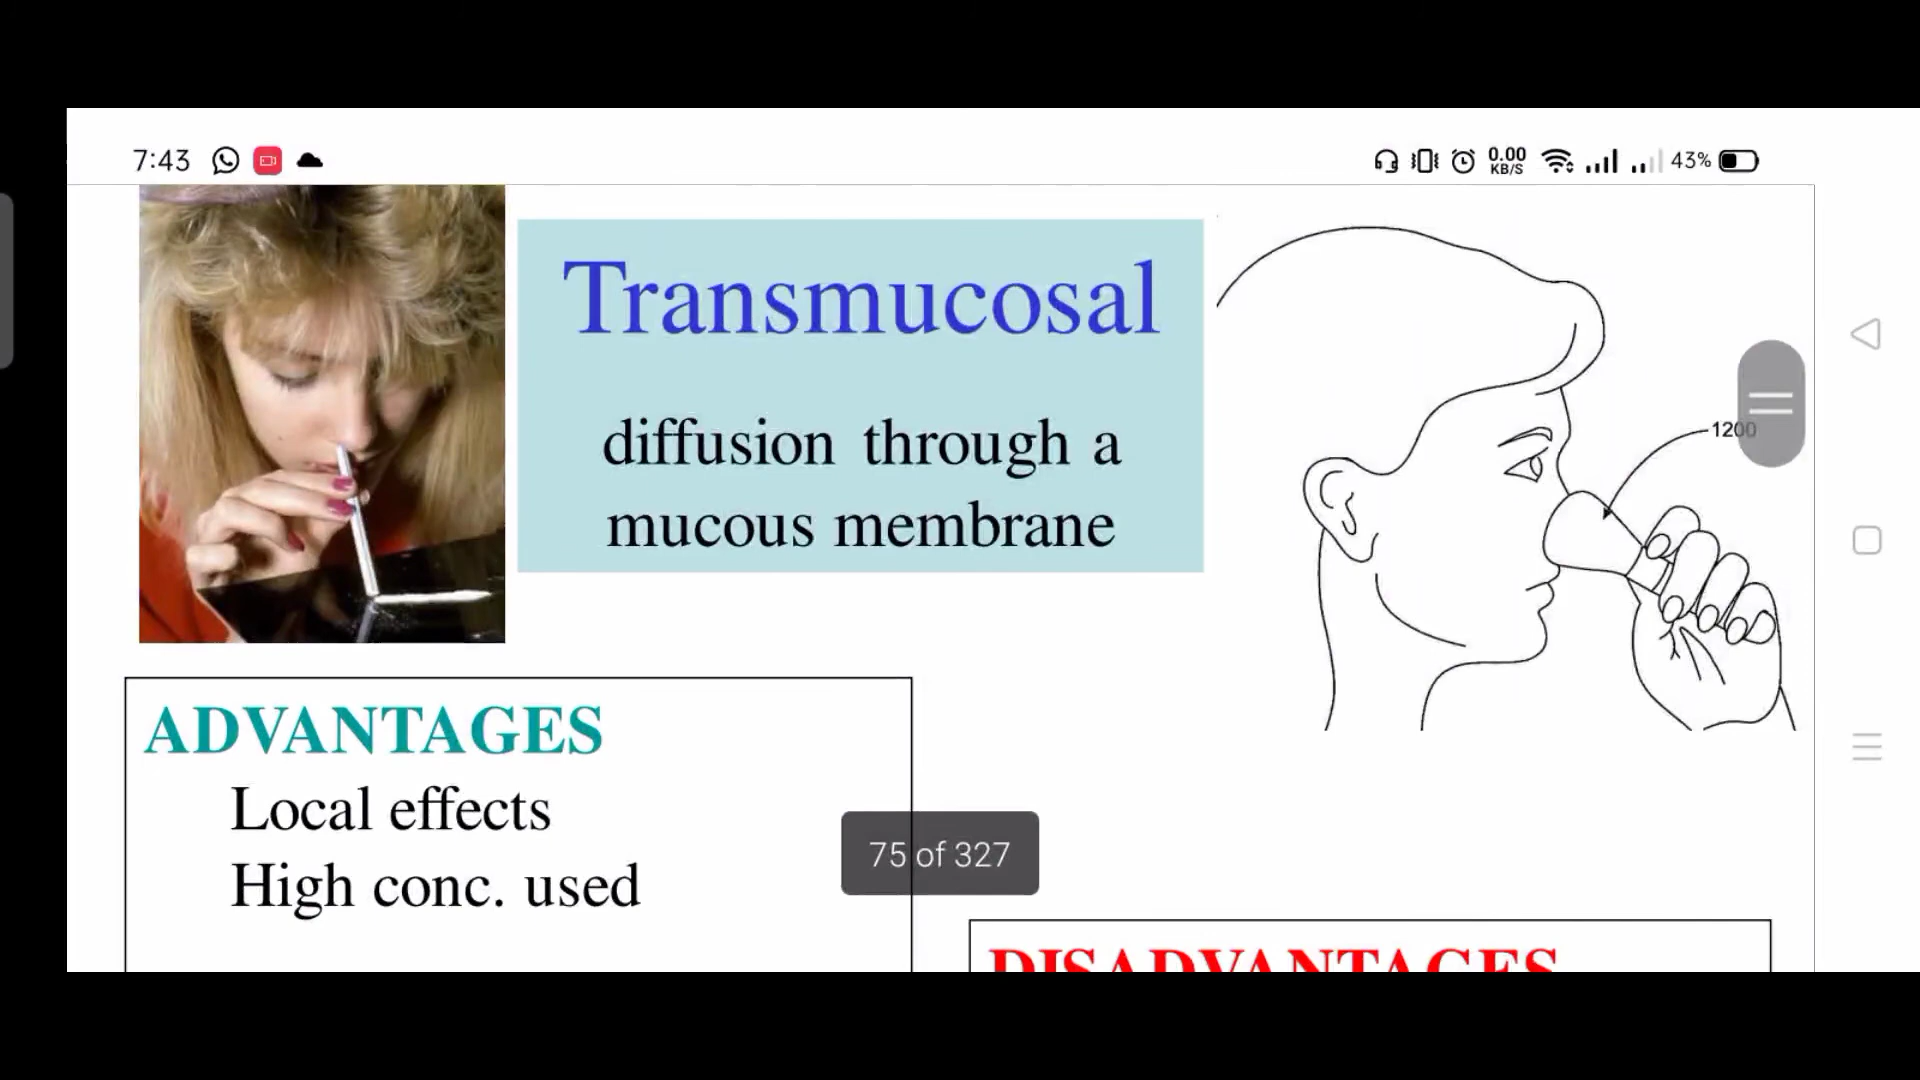 7:43
0.00
KB/S
43%
Transmucosal
diffusion through a
mucous membrane
1200
ADVANTAGES
Local effects
High conc. used
75 of 327
DISADVANTAGES